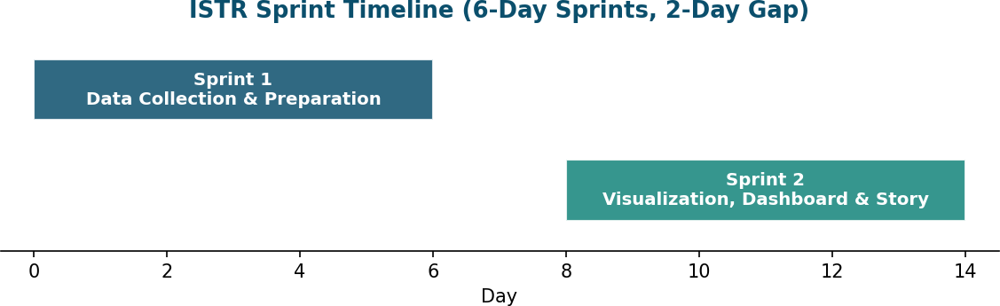 ISTR Sprint Timeline (6-Day Sprints, 2-Day Gap)
Sprint 1
Data Collection & Preparation
Sprint 2
Visualization, Dashboard & Story
0 2 4 6 8 10 12 14
Day